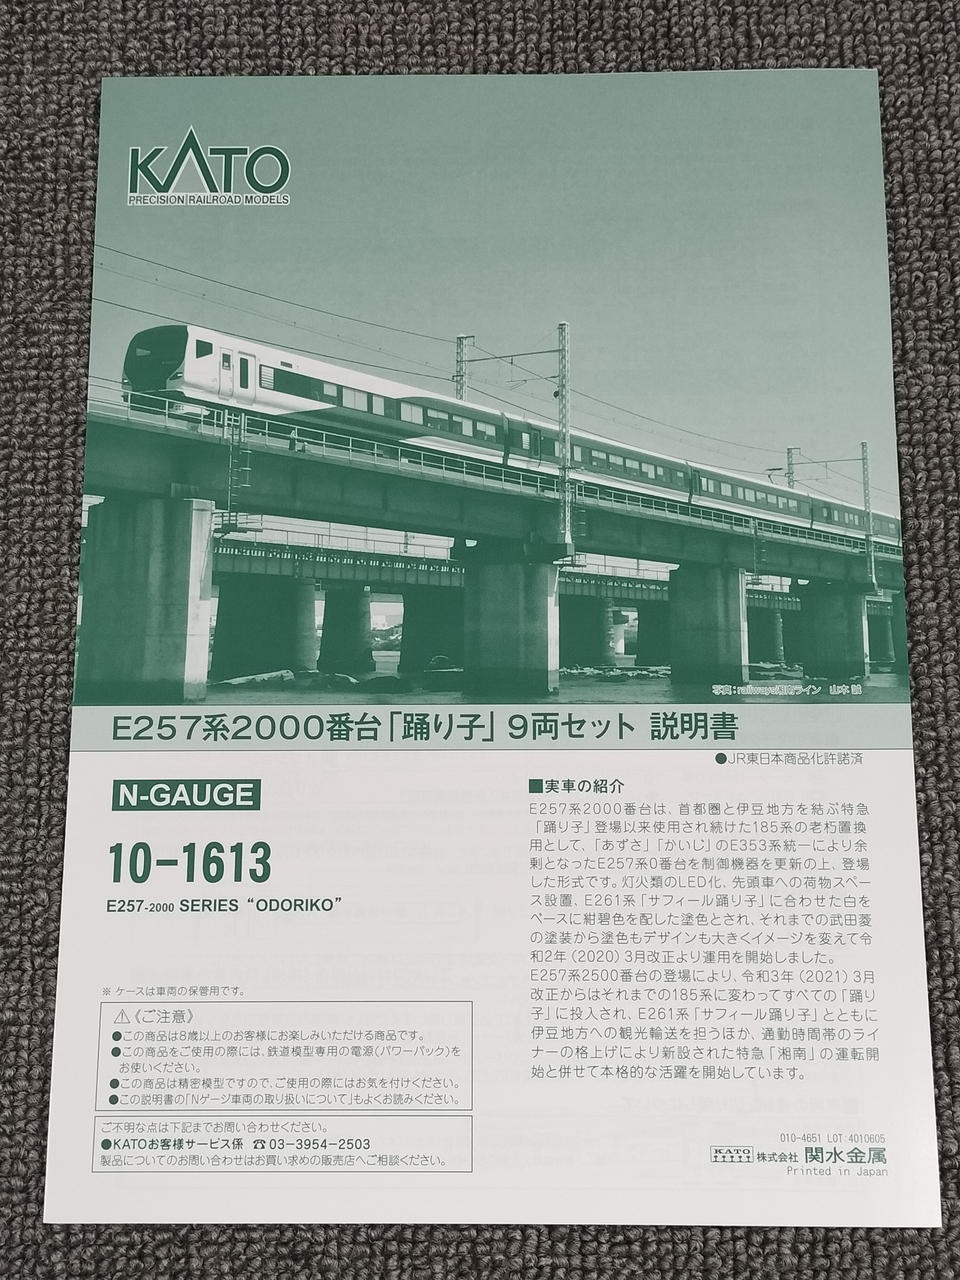 KATO
PRECISION RAILROAD MODELS
写真:railways湘南ライン 山本 誠
E257系2000番台「踊り子」9両セット 説明書
●JR東日本商品化許諾済
N-GAUGE
10-1613
E257-2000 SERIES “ODORIKO”
※ ケースは車両の保管用です。
⚠《ご注意》
●この商品は8歳以上のお客様にお楽しみいただける商品です。
●この商品をご使用の際には、鉄道模型専用の電源(パワーパック)を
お使いください。
●この商品は精密模型ですので、ご使用の際にはお気を付けください。
●この説明書の「Nゲージ車両の取り扱いについて」もよくお読みください。
ご不明な点は下記までお問い合わせください。
●KATOお客様サービス係 ☎03-3954-2503
製品についてのお問い合わせはお買い求めの販売店へご相談ください。
■実車の紹介
E257系2000番台は、首都圏と伊豆地方を結ぶ特急
「踊り子」登場以来使用され続けた185系の老朽置換
用として、「あずさ」「かいじ」のE353系統一により余
剰となったE257系0番台を制御機器を更新の上、登場
した形式です。灯火類のLED化、先頭車への荷物スペー
ス設置、E261系「サフィール踊り子」に合わせた白を
ベースに紺碧色を配した塗色とされ、それまでの武田菱
の塗装から塗色もデザインも大きくイメージを変えて令
和2年(2020)3月改正より運用を開始しました。
E257系2500番台の登場により、令和3年(2021)3月
改正からはそれまでの185系に変わってすべての「踊り
子」に投入され、E261系「サフィール踊り子」とともに
伊豆地方への観光輸送を担うほか、通勤時間帯のライ
ナーの格上げにより新設された特急「湘南」の運転開
始と併せて本格的な活躍を開始しています。
010-4651 LOT:4010605
KATO 株式会社 関水金属
Printed in Japan